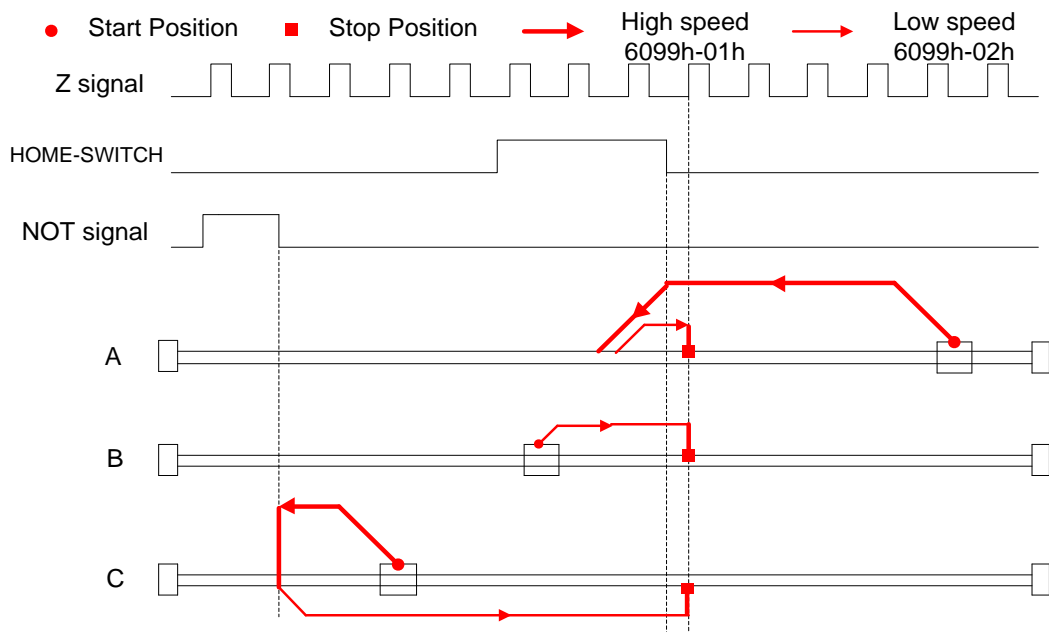 Start Position
Stop Position
High speed
6099h-01h
Low speed
6099h-02h
Z signal
HOME-SWITCH
NOT signal
A
B
C